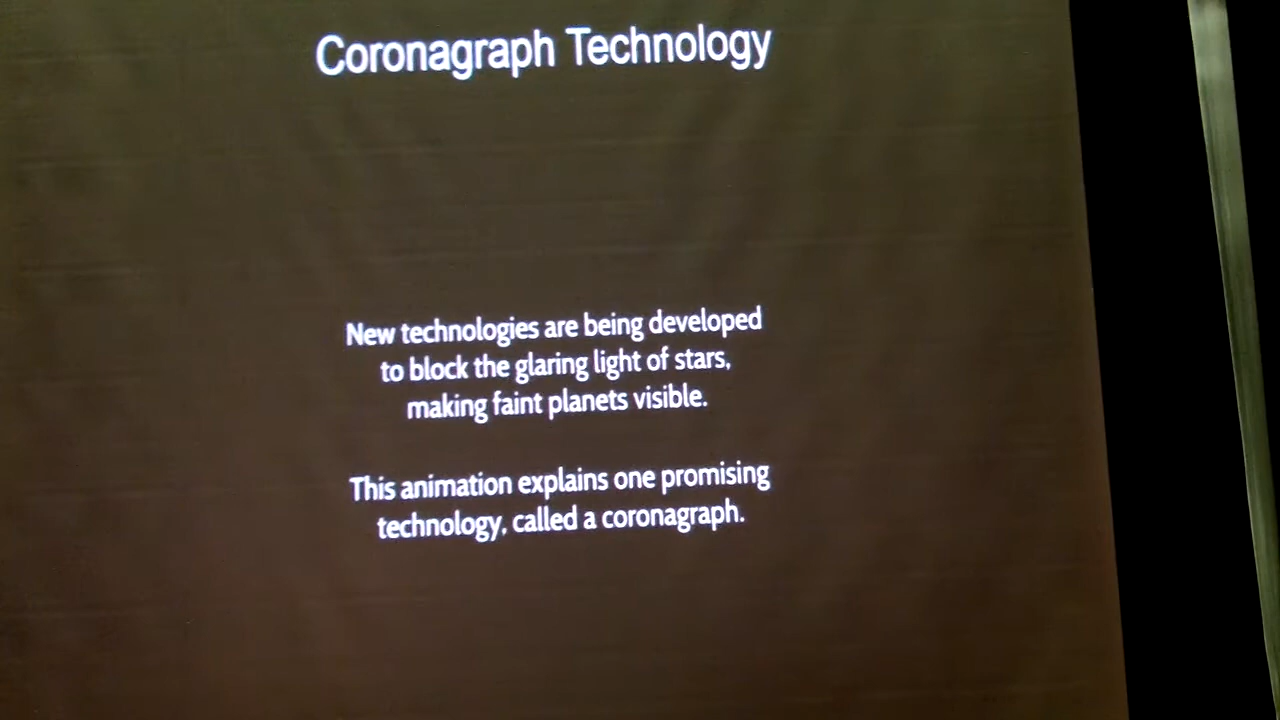 Coronagraph Technology
New technologies are being developed
to block the glaring light of stars,
making faint planets visible.
This animation explains one promising
technology, called a coronagraph.